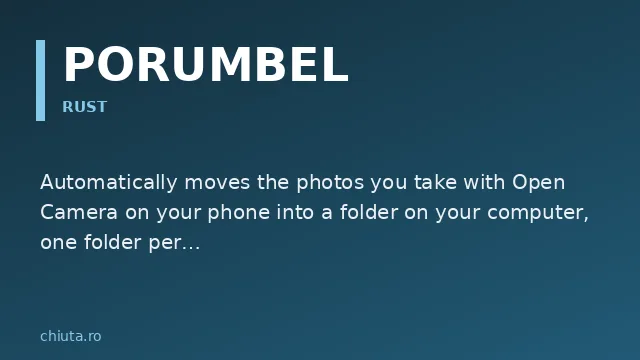 PORUMBEL
RUST
Automatically moves the photos you take with Open
Camera on your phone into a folder on your computer,
one folder per…
chiuta.ro